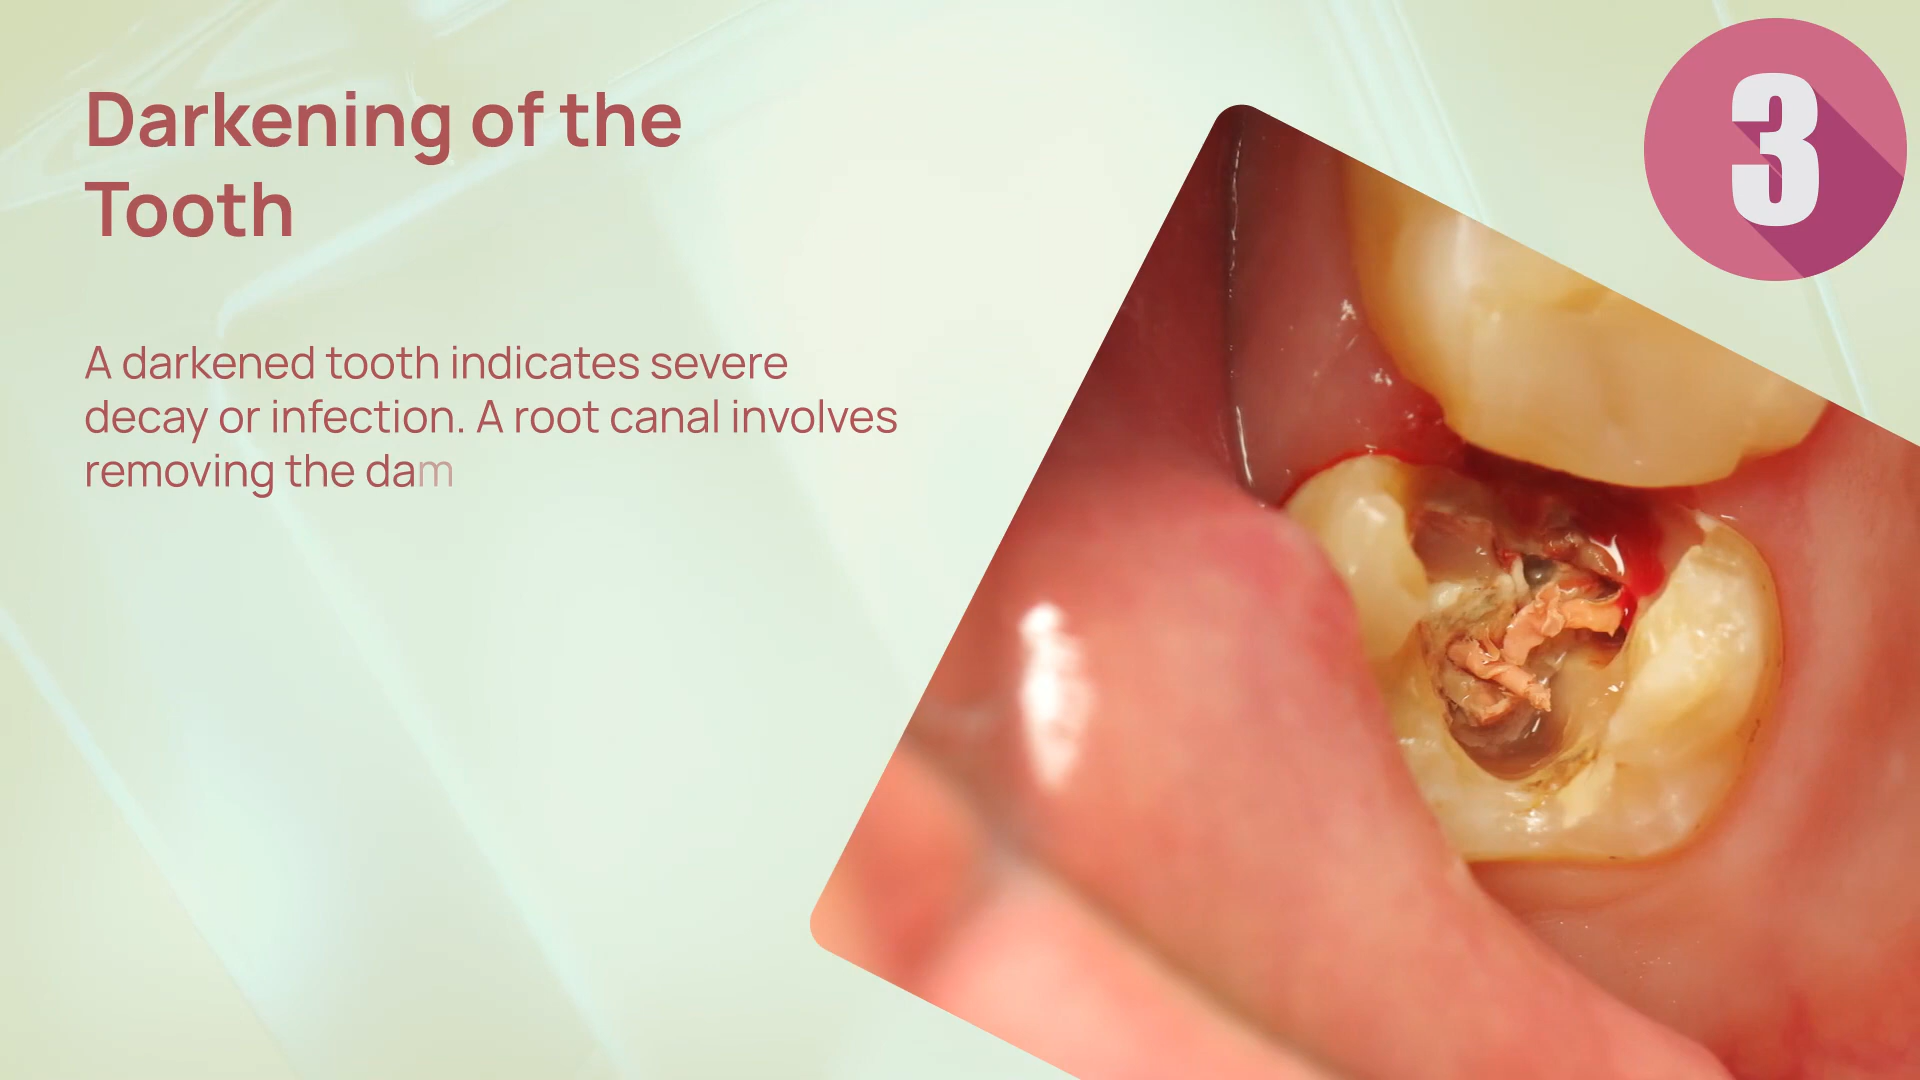 Darkening of the
Tooth
3
A darkened tooth indicates severe
decay or infection. A root canal involves
removing the dam